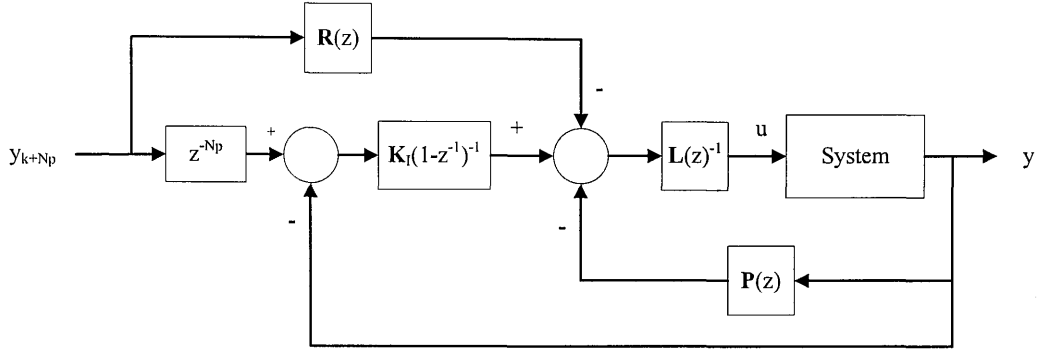 R(z)
-
y_{k+Np}
z^{-Np}
+
K_I(1-z^{-1})^{-1}
+
L(z)^{-1}
u
System
y
-
-
P(z)